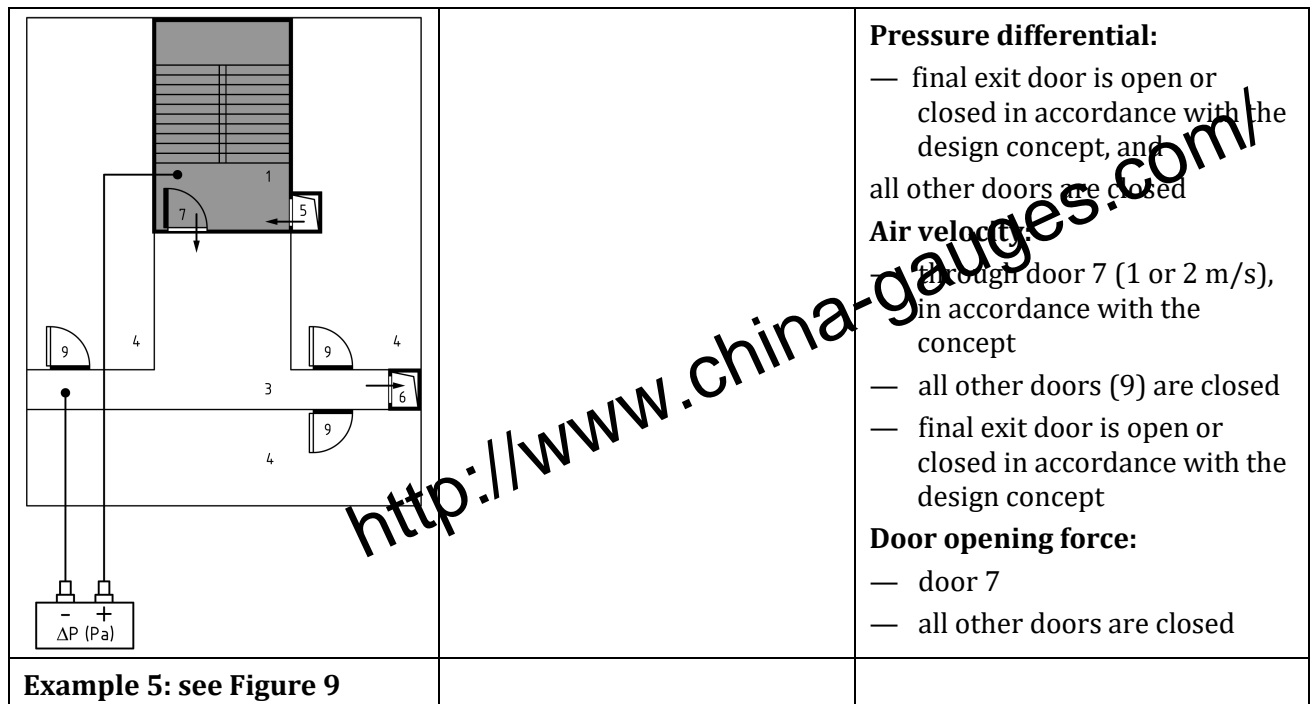 1
7
5
9
4
9
4
3
6
9
4
- +
ΔP (Pa)
Pressure differential:
— final exit door is open or
closed in accordance with the
design concept, and
all other doors are closed
Air velocity:
— through door 7 (1 or 2 m/s),
in accordance with the
concept
— all other doors (9) are closed
— final exit door is open or
closed in accordance with the
design concept
Door opening force:
— door 7
— all other doors are closed
Example 5: see Figure 9
http://www.china-gauges.com/